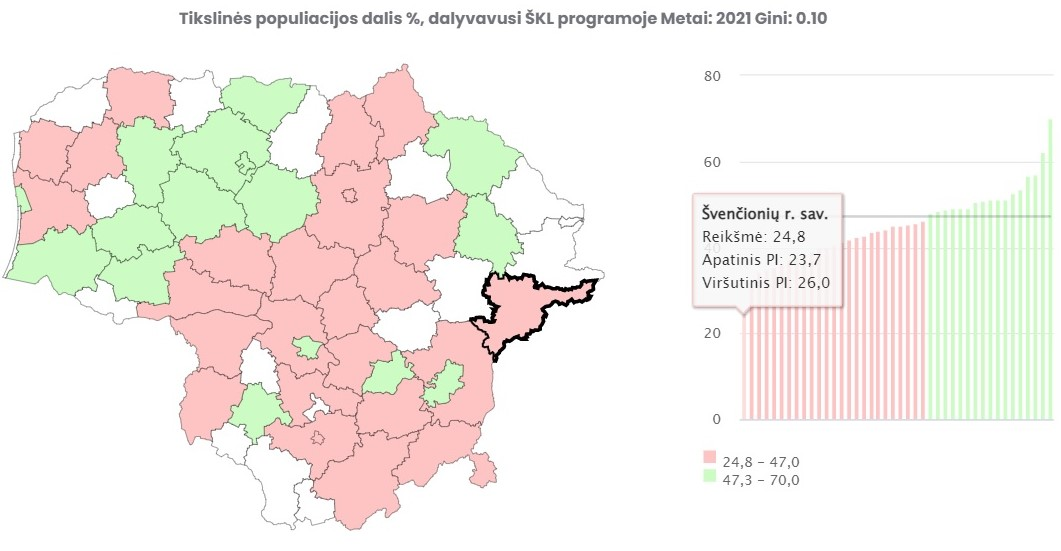 Tikslinės populiacijos dalis %, dalyvavusi ŠKL programoje Metai: 2021 Gini: 0.10
80
60
Švenčionių r. sav.
Reikšmė: 24,8
Apatinis PI: 23,7
Viršutinis PI: 26,0
40
20
0
24,8 – 47,0
47,3 – 70,0